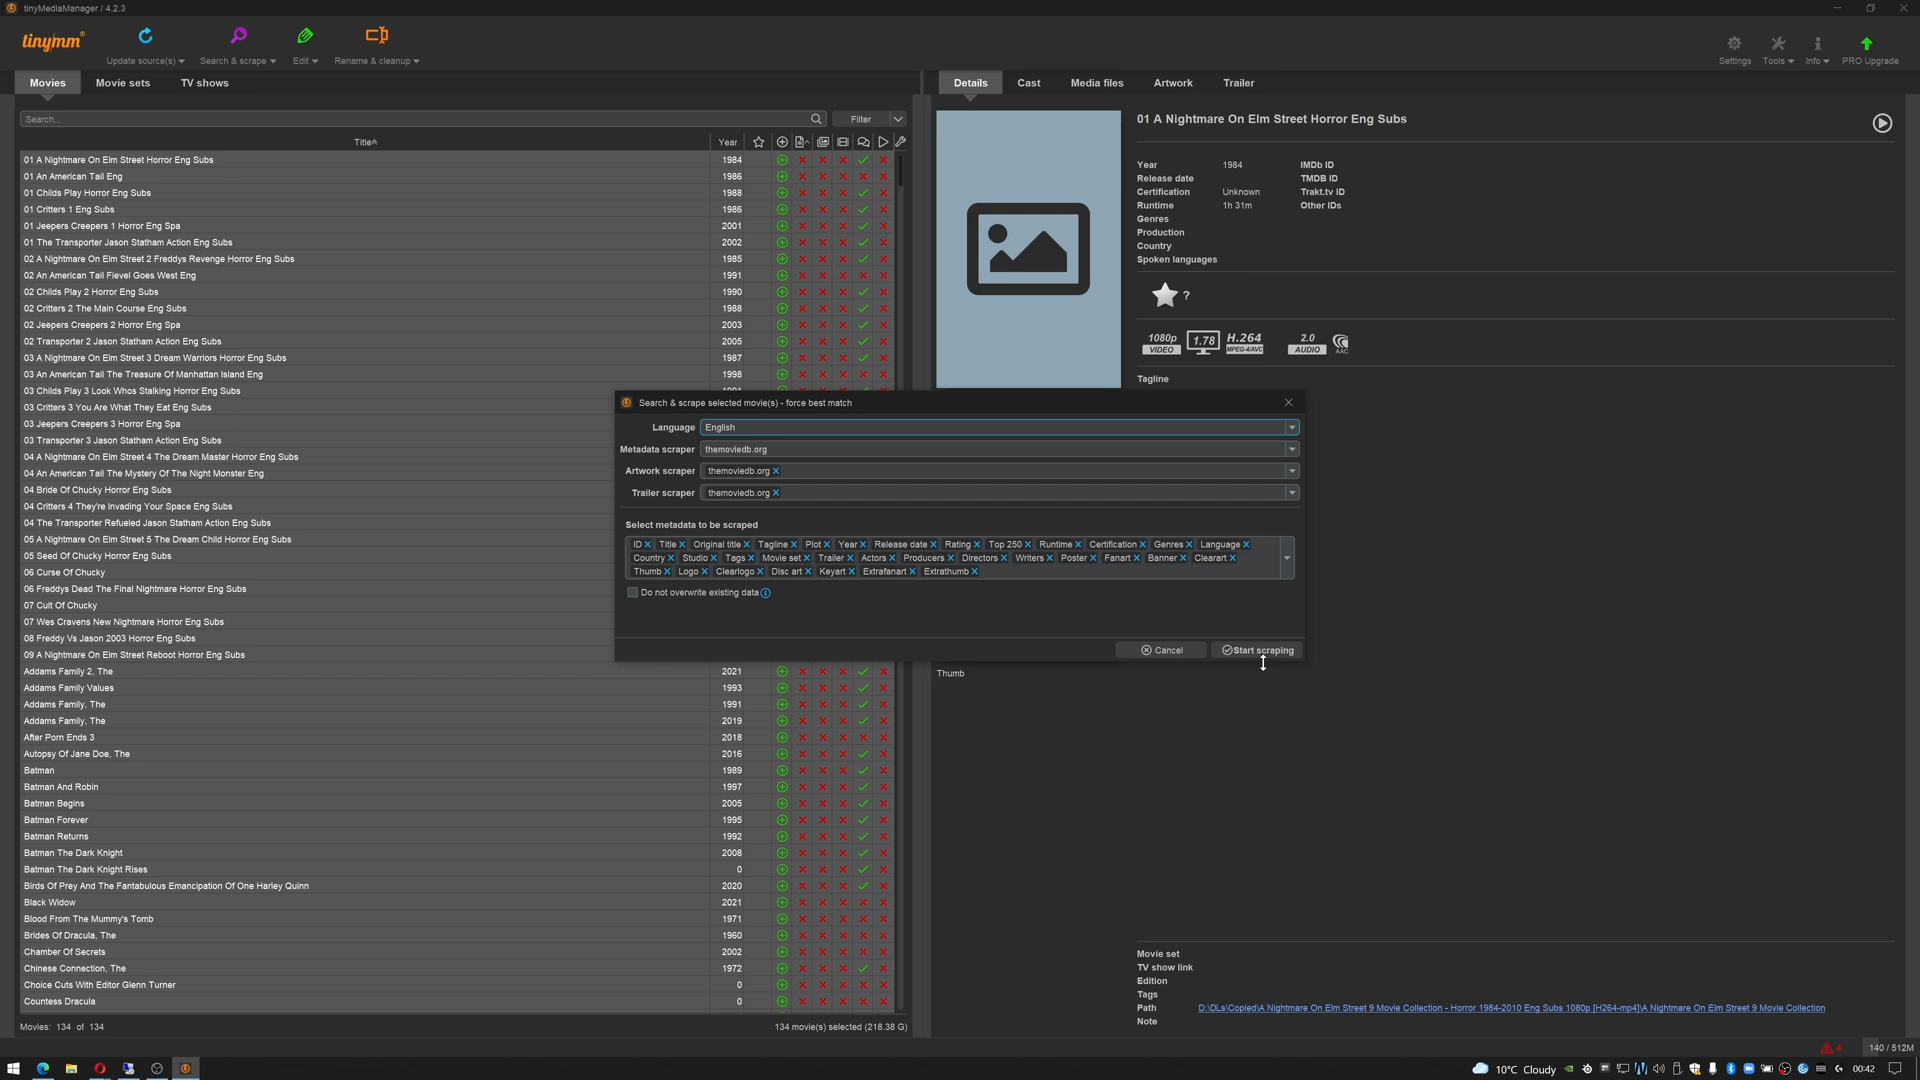 tinyMediaManager / 4.2.3
tinymm
Update source(s)
Search & scrape
Edit
Rename & cleanup
Settings
Tools
Info
PRO Upgrade
Movies
Movie sets
TV shows
Search...
Filter
Title
Year
01 A Nightmare On Elm Street Horror Eng Subs 1984
01 An American Tail Eng 1986
01 Childs Play Horror Eng Subs 1988
01 Critters 1 Eng Subs 1986
01 Jeepers Creepers 1 Horror Eng Spa 2001
01 The Transporter Jason Statham Action Eng Subs 2002
02 A Nightmare On Elm Street 2 Freddys Revenge Horror Eng Subs 1985
02 An American Tail Fievel Goes West Eng 1991
02 Childs Play 2 Horror Eng Subs 1990
02 Critters 2 The Main Course Eng Subs 1988
02 Jeepers Creepers 2 Horror Eng Spa 2003
02 Transporter 2 Jason Statham Action Eng Subs 2005
03 A Nightmare On Elm Street 3 Dream Warriors Horror Eng Subs 1987
03 An American Tail The Treasure Of Manhattan Island Eng 1998
03 Childs Play 3 Look Whos Stalking Horror Eng Subs
03 Critters 3 You Are What They Eat Eng Subs
03 Jeepers Creepers 3 Horror Eng Spa
03 Transporter 3 Jason Statham Action Eng Subs
04 A Nightmare On Elm Street 4 The Dream Master Horror Eng Subs
04 An American Tail The Mystery Of The Night Monster Eng
04 Bride Of Chucky Horror Eng Subs
04 Critters 4 They're Invading Your Space Eng Subs
04 The Transporter Refueled Jason Statham Action Eng Subs
05 A Nightmare On Elm Street 5 The Dream Child Horror Eng Subs
05 Seed Of Chucky Horror Eng Subs
06 Curse Of Chucky
06 Freddys Dead The Final Nightmare Horror Eng Subs
07 Cult Of Chucky
07 Wes Cravens New Nightmare Horror Eng Subs
08 Freddy Vs Jason 2003 Horror Eng Subs
09 A Nightmare On Elm Street Reboot Horror Eng Subs
Addams Family 2, The 2021
Addams Family Values 1993
Addams Family, The 1991
Addams Family, The 2019
After Porn Ends 3 2018
Autopsy Of Jane Doe, The 2016
Batman 1989
Batman And Robin 1997
Batman Begins 2005
Batman Forever 1995
Batman Returns 1992
Batman The Dark Knight 2008
Batman The Dark Knight Rises 0
Birds Of Prey And The Fantabulous Emancipation Of One Harley Quinn 2020
Black Widow 2021
Blood From The Mummy's Tomb 1971
Brides Of Dracula, The 1960
Chamber Of Secrets 2002
Chinese Connection, The 1972
Choice Cuts With Editor Glenn Turner 0
Countess Dracula 0
Movies: 134 of 134
134 movie(s) selected (218.38 G)
Details
Cast
Media files
Artwork
Trailer
01 A Nightmare On Elm Street Horror Eng Subs
Year 1984 IMDb ID
Release date TMDB ID
Certification Unknown Trakt.tv ID
Runtime 1h 31m Other IDs
Genres
Production
Country
Spoken languages
?
1080p VIDEO
1.78
H.264 MPEG-4/AVC
2.0 AUDIO
AAC
Tagline
Search & scrape selected movie(s) - force best match
Language English
Metadata scraper themoviedb.org
Artwork scraper themoviedb.org
Trailer scraper themoviedb.org
Select metadata to be scraped
ID Title Original title Tagline Plot Year Release date Rating Top 250 Runtime Certification Genres Language
Country Studio Tags Movie set Trailer Actors Producers Directors Writers Poster Fanart Banner Clearart
Thumb Logo Clearlogo Disc art Keyart Extrafanart Extrathumb
Do not overwrite existing data
Cancel
Start scraping
Thumb
Movie set
TV show link
Edition
Tags
Path D:\DLs\Copied\A Nightmare On Elm Street 9 Movie Collection - Horror 1984-2010 Eng Subs 1080p [H264-mp4]\A Nightmare On Elm Street 9 Movie Collection
Note
4
140 / 512M
10°C Cloudy
00:42